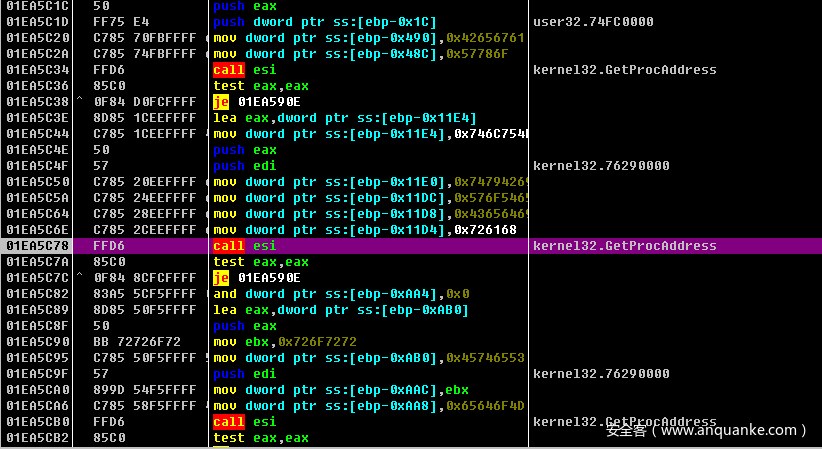 01EA5C1C 50 push eax
01EA5C1D FF75 E4 push dword ptr ss:[ebp-0x1C] user32.74FC0000
01EA5C20 C785 70FBFFFF mov dword ptr ss:[ebp-0x490],0x42656761
01EA5C2A C785 74FBFFFF mov dword ptr ss:[ebp-0x48C],0x57786F
01EA5C34 FFD6 call esi kernel32.GetProcAddress
01EA5C36 85C0 test eax,eax
01EA5C38 ^ 0F84 D0FCFFFF je 01EA590E
01EA5C3E 8D85 1CEEFFFF lea eax,dword ptr ss:[ebp-0x11E4]
01EA5C44 C785 1CEEFFFF mov dword ptr ss:[ebp-0x11E4],0x746C754
01EA5C4E 50 push eax
01EA5C4F 57 push edi kernel32.76290000
01EA5C50 C785 20EEFFFF mov dword ptr ss:[ebp-0x11E0],0x7479426
01EA5C5A C785 24EEFFFF mov dword ptr ss:[ebp-0x11DC],0x576F546
01EA5C64 C785 28EEFFFF mov dword ptr ss:[ebp-0x11D8],0x4365646
01EA5C6E C785 2CEEFFFF mov dword ptr ss:[ebp-0x11D4],0x726168
01EA5C78 FFD6 call esi kernel32.GetProcAddress
01EA5C7A 85C0 test eax,eax
01EA5C7C ^ 0F84 8CFCFFFF je 01EA590E
01EA5C82 83A5 5CF5FFFF and dword ptr ss:[ebp-0xAA4],0x0
01EA5C89 8D85 50F5FFFF lea eax,dword ptr ss:[ebp-0xAB0]
01EA5C8F 50 push eax
01EA5C90 BB 72726F72 mov ebx,0x726F7272
01EA5C95 C785 50F5FFFF mov dword ptr ss:[ebp-0xAB0],0x45746553
01EA5C9F 57 push edi kernel32.76290000
01EA5CA0 899D 54F5FFFF mov dword ptr ss:[ebp-0xAAC],ebx
01EA5CA6 C785 58F5FFFF mov dword ptr ss:[ebp-0xAA8],0x65646F4D
01EA5CB0 FFD6 call esi kernel32.GetProcAddress
01EA5CB2 85C0 test eax,eax
安全客 ( www.anquanke.com )